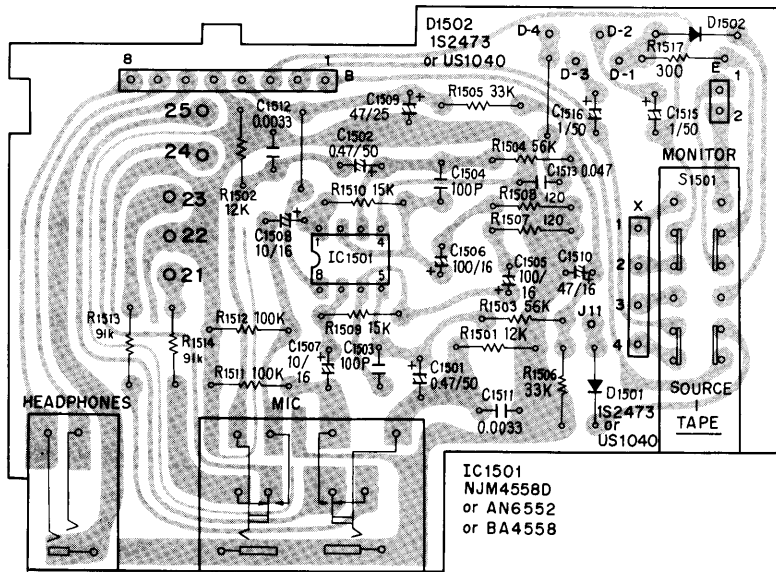 D1502
1S2473
or US1040
D-4
D-2
D1502
D-3
D-1
R1517
300
E
1
2
8
1
B
25
C1512
0.0033
C1509
47/25
R1505 33K
C1516
1/50
C1515
1/50
MONITOR
S1501
24
C1502
0.47/50
R1504 56K
C1513 0.047
C1504
100P
23
R1502
12K
R1510 15K
R1508 120
R1507 120
X
1
2
3
4
22
C1508
10/16
1
4
IC1501
8
5
C1506
100/16
C1505
100/
16
C1510
47/16
21
R1503 56K
J11
R1513
91k
R1514
91k
R1512 100K
R1509 15K
R1501 12K
C1507
10/
16
C1503
100P
R1511 100K
C1501
0.47/50
R1506
33K
D1501
1S2473
or
US1040
SOURCE
TAPE
C1511
0.0033
HEADPHONES
MIC
IC1501
NJM4558D
or AN6552
or BA4558